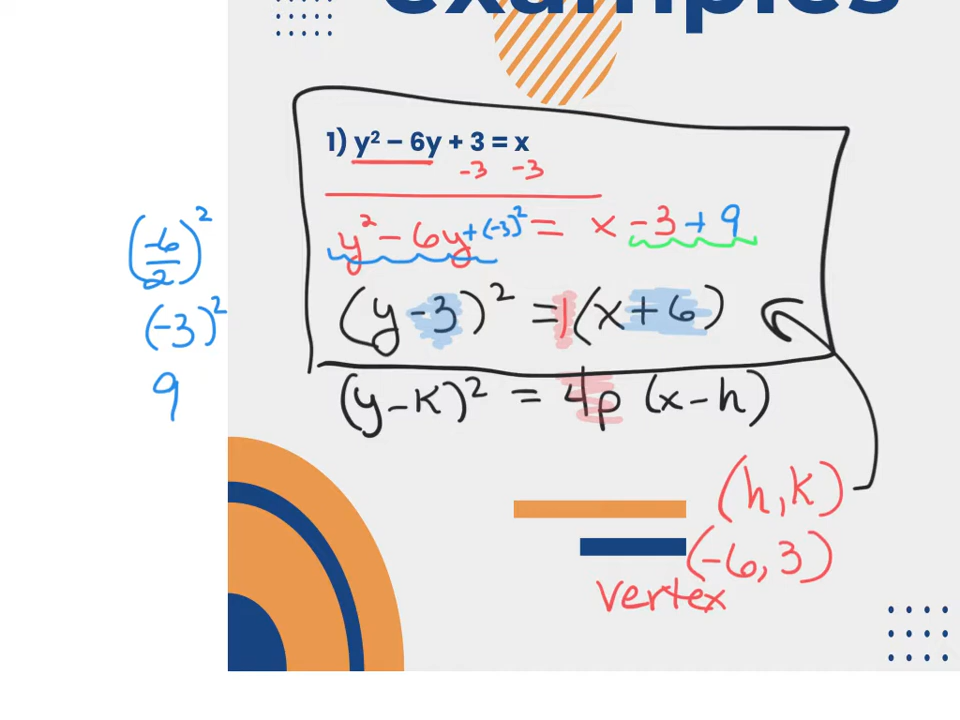 examples
1) y² – 6y + 3 = x
-3 -3
y² - 6y + (-3)² = x - 3 + 9
(-6/2)²
(y - 3)² = 1(x + 6)
(-3)²
9
(y - k)² = 4p (x - h)
(h, k)
(-6, 3)
vertex